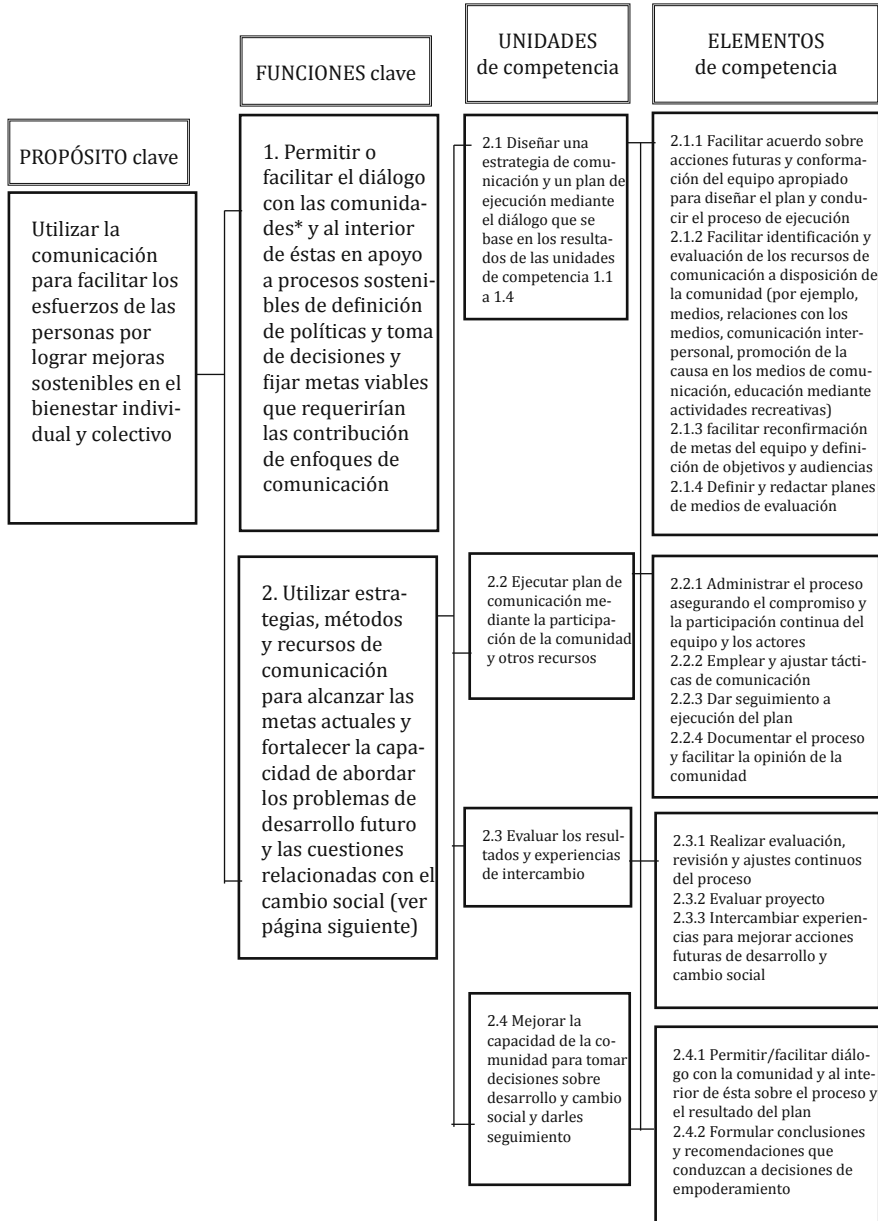 PROPÓSITO clave
Utilizar la
comunicación
para facilitar los
esfuerzos de las
personas por
lograr mejoras
sostenibles en el
bienestar indivi-
dual y colectivo
FUNCIONES clave
1. Permitir o
facilitar el diálogo
con las comunida-
des* y al interior
de éstas en apoyo
a procesos sosteni-
bles de definición
de políticas y toma
de decisiones y
fijar metas viables
que requerirían
las contribución
de enfoques de
comunicación
2. Utilizar estra-
tegias, métodos
y recursos de
comunicación
para alcanzar las
metas actuales y
fortalecer la capa-
cidad de abordar
los problemas de
desarrollo futuro
y las cuestiones
relacionadas con el
cambio social (ver
página siguiente)
UNIDADES
de competencia
2.1 Diseñar una
estrategia de comu-
nicación y un plan de
ejecución mediante
el diálogo que se
base en los resulta-
dos de las unidades
de competencia 1.1
a 1.4
2.2 Ejecutar plan de
comunicación me-
diante la participa-
ción de la comunidad
y otros recursos
2.3 Evaluar los resul-
tados y experiencias
de intercambio
2.4 Mejorar la
capacidad de la co-
munidad para tomar
decisiones sobre
desarrollo y cambio
social y darles
seguimiento
ELEMENTOS
de competencia
2.1.1 Facilitar acuerdo sobre
acciones futuras y conforma-
ción del equipo apropiado
para diseñar el plan y condu-
cir el proceso de ejecución
2.1.2 Facilitar identificación y
evaluación de los recursos de
comunicación a disposición de
la comunidad (por ejemplo,
medios, relaciones con los
medios, comunicación inter-
personal, promoción de la
causa en los medios de comu-
nicación, educación mediante
actividades recreativas)
2.1.3 facilitar reconfirmación
de metas del equipo y defini-
ción de objetivos y audiencias
2.1.4 Definir y redactar planes
de medios de evaluación
2.2.1 Administrar el proceso
asegurando el compromiso y
la participación continua del
equipo y los actores
2.2.2 Emplear y ajustar tácti-
cas de comunicación
2.2.3 Dar seguimiento a
ejecución del plan
2.2.4 Documentar el proceso
y facilitar la opinión de la
comunidad
2.3.1 Realizar evaluación,
revisión y ajustes continuos
del proceso
2.3.2 Evaluar proyecto
2.3.3 Intercambiar experien-
cias para mejorar acciones
futuras de desarrollo y
cambio social
2.4.1 Permitir/facilitar diálo-
go con la comunidad y al inte-
rior de ésta sobre el proceso y
el resultado del plan
2.4.2 Formular conclusiones
y recomendaciones que
conduzcan a decisiones de
empoderamiento